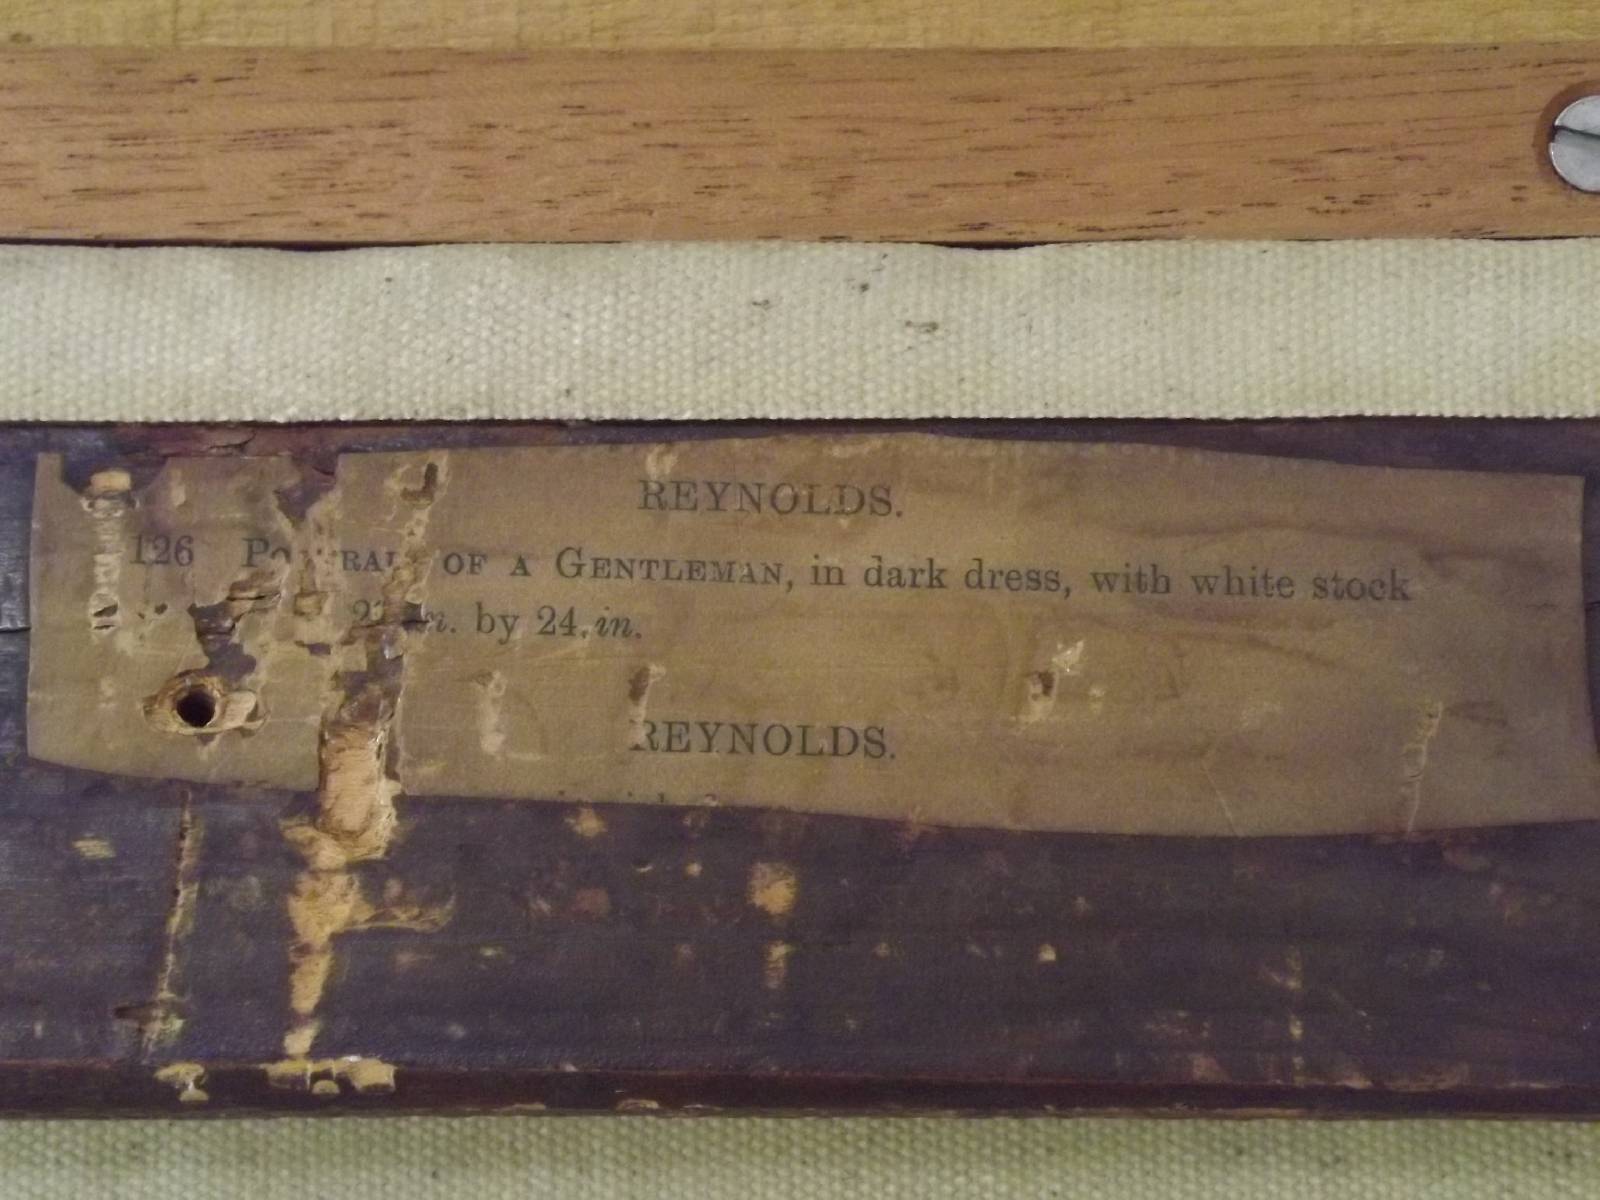 REYNOLDS.
126 OF A GENTLEMAN, in dark dress, with white stock
by 24 in.
REYNOLDS.